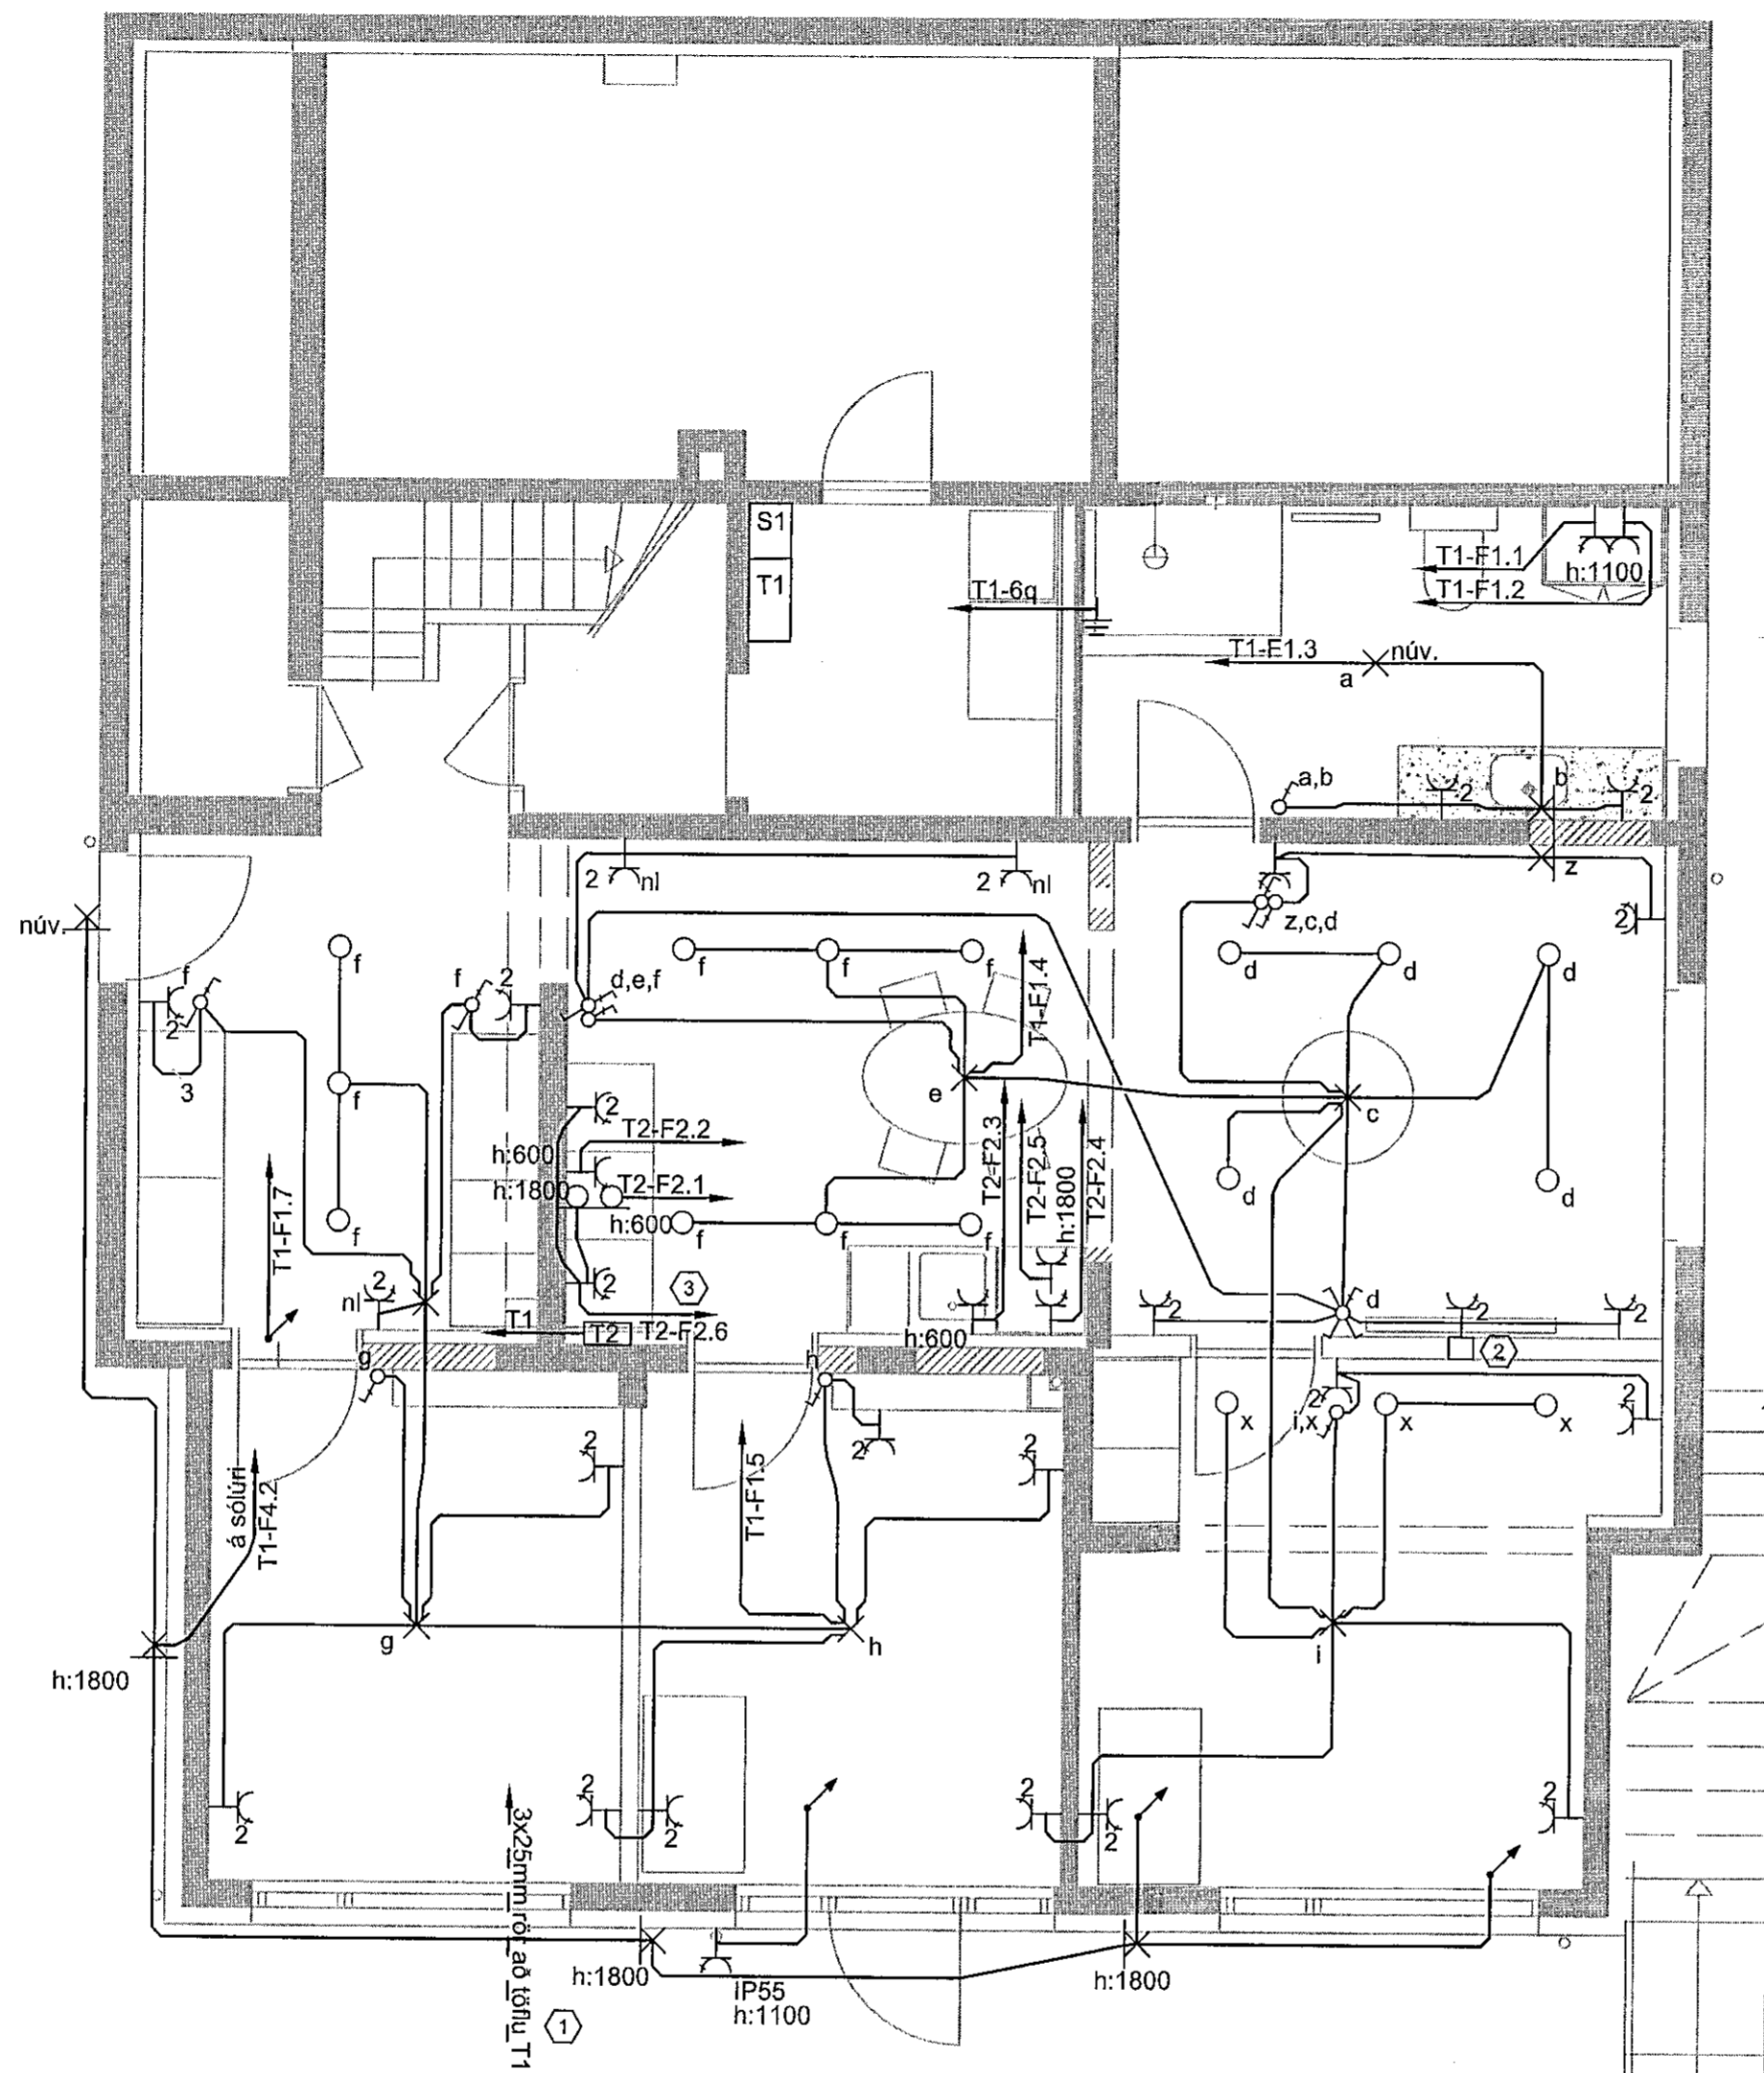 S1
T1
T1-F1.1
h:1100
T1-F1.2
T1-6q
T1-F1.3
núv.
a
a,b
2
b
2
2 nl
2 nl
z
z,c,d
2
núv.
f
f
f
2
d,e,f
f
f
f
T1-F1.4
d
d
d
2
3
f
e
c
2
T2-F2.2
h:600
h:1800
T2-F2.1
h:600
T2-F2.3
T2-F2.5
h:1800
T2-F2.4
d
d
f
f
f
f
T1-F1.7
2
nl
2
3
T1
T2
T2-F2.6
h:600
2
d
2
2
2
g
h
2
i,x
x
x
x
2
2
2
2
á sólúri
T1-F4.2
T1-F1.5
g
h
i
h:1800
2
2
2
2
2
2
3x25mm rör að töflu T1
1
h:1800
IP55
h:1100
h:1800